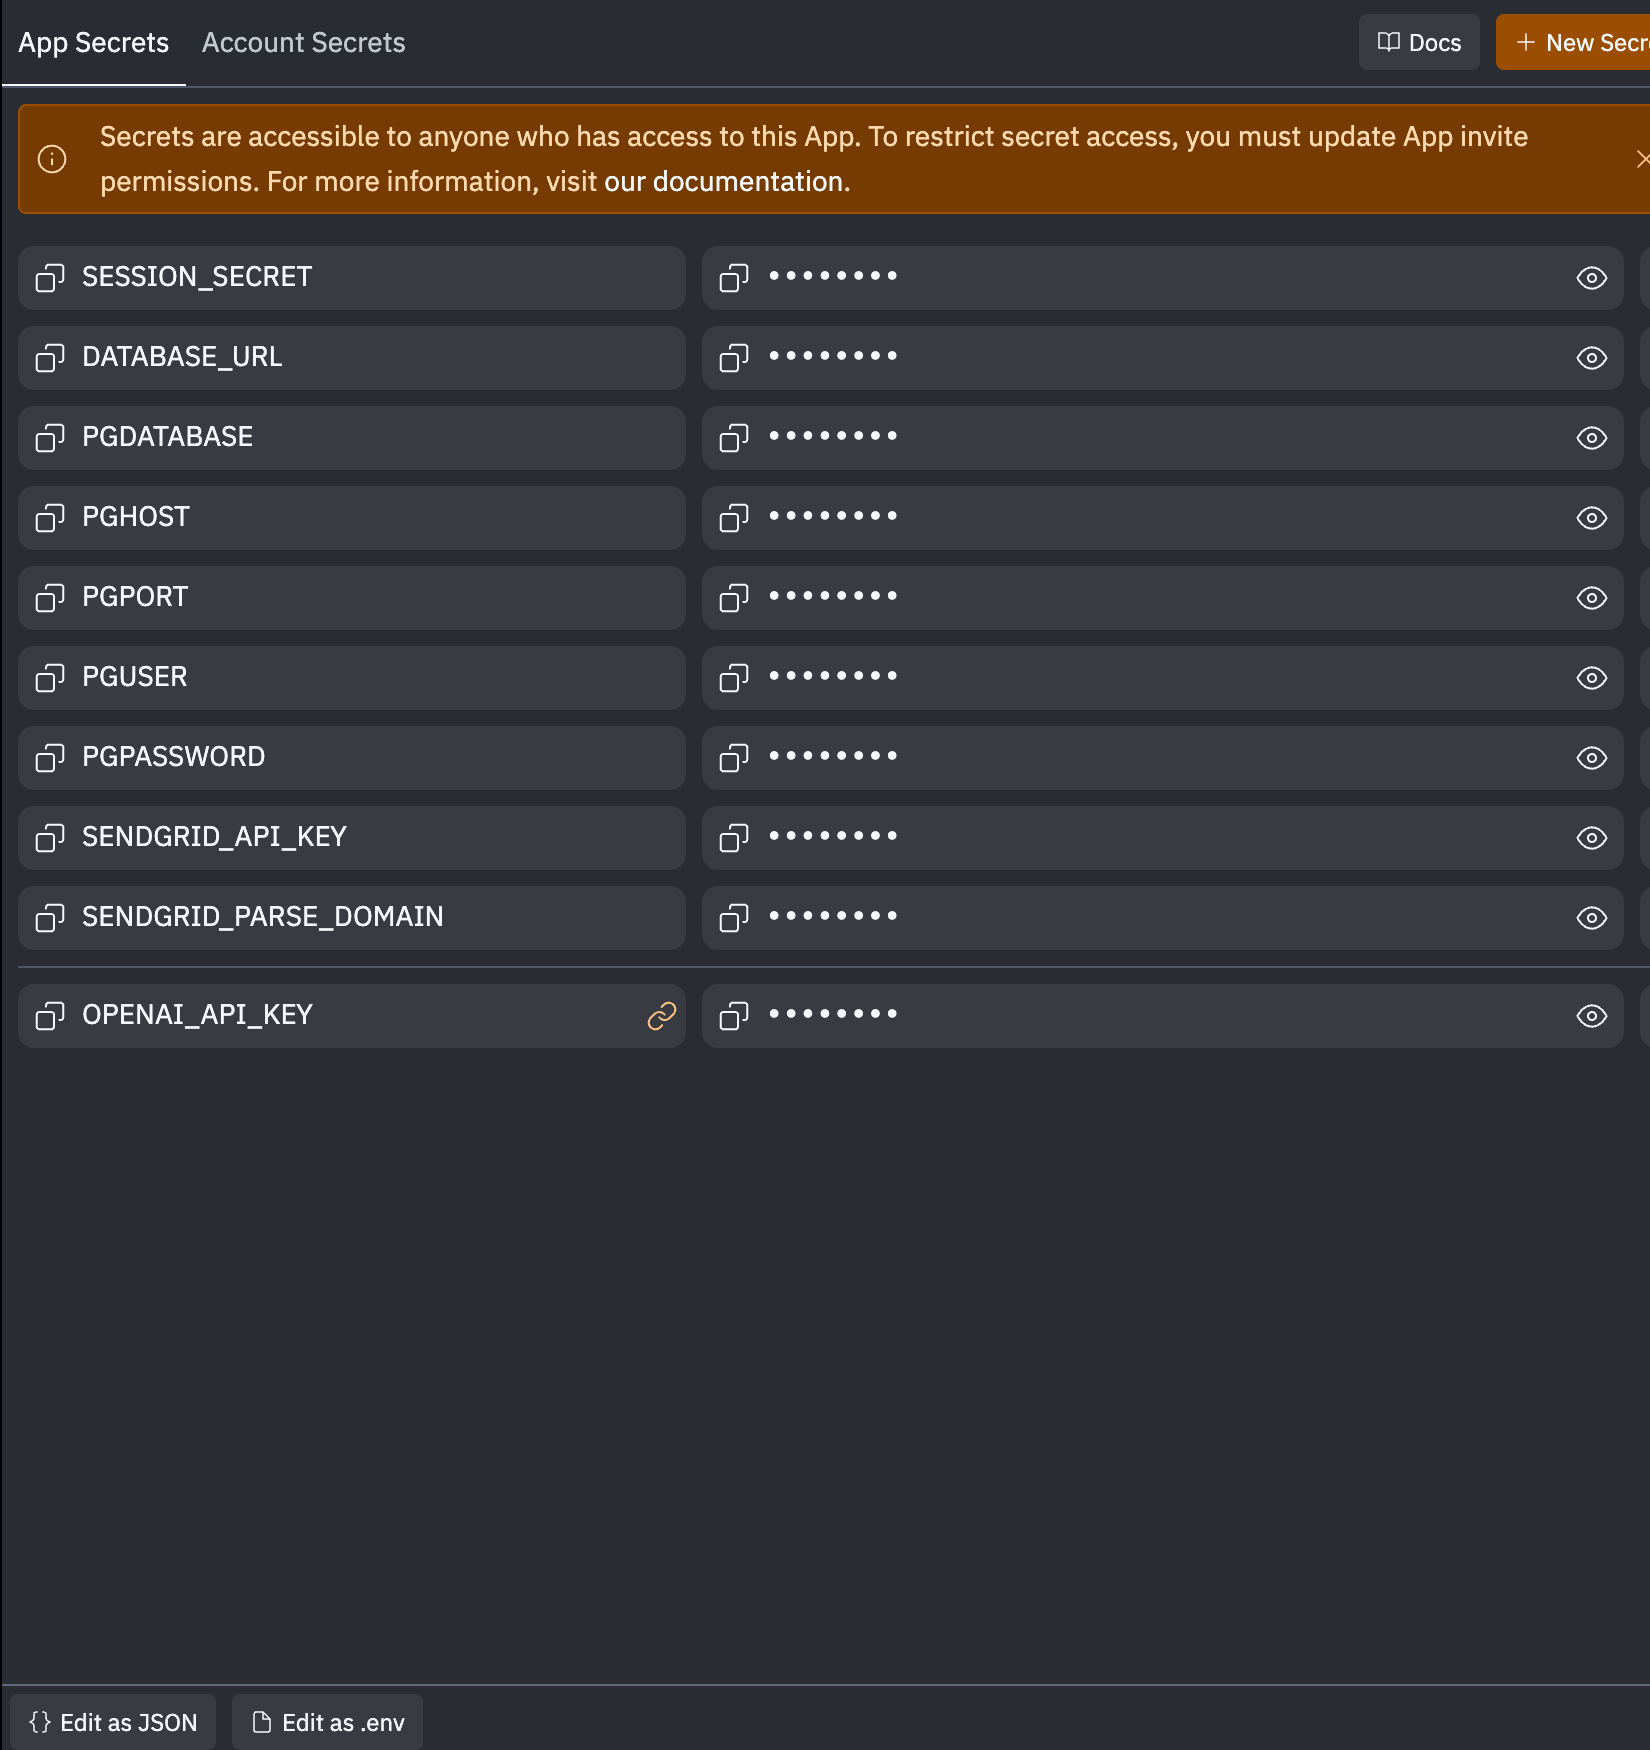 App Secrets Account Secrets Docs New Secr
Secrets are accessible to anyone who has access to this App. To restrict secret access, you must update App invite
permissions. For more information, visit our documentation.
SESSION_SECRET ••••••••
DATABASE_URL ••••••••
PGDATABASE ••••••••
PGHOST ••••••••
PGPORT ••••••••
PGUSER ••••••••
PGPASSWORD ••••••••
SENDGRID_API_KEY ••••••••
SENDGRID_PARSE_DOMAIN ••••••••
OPENAI_API_KEY ••••••••
{} Edit as JSON Edit as .env